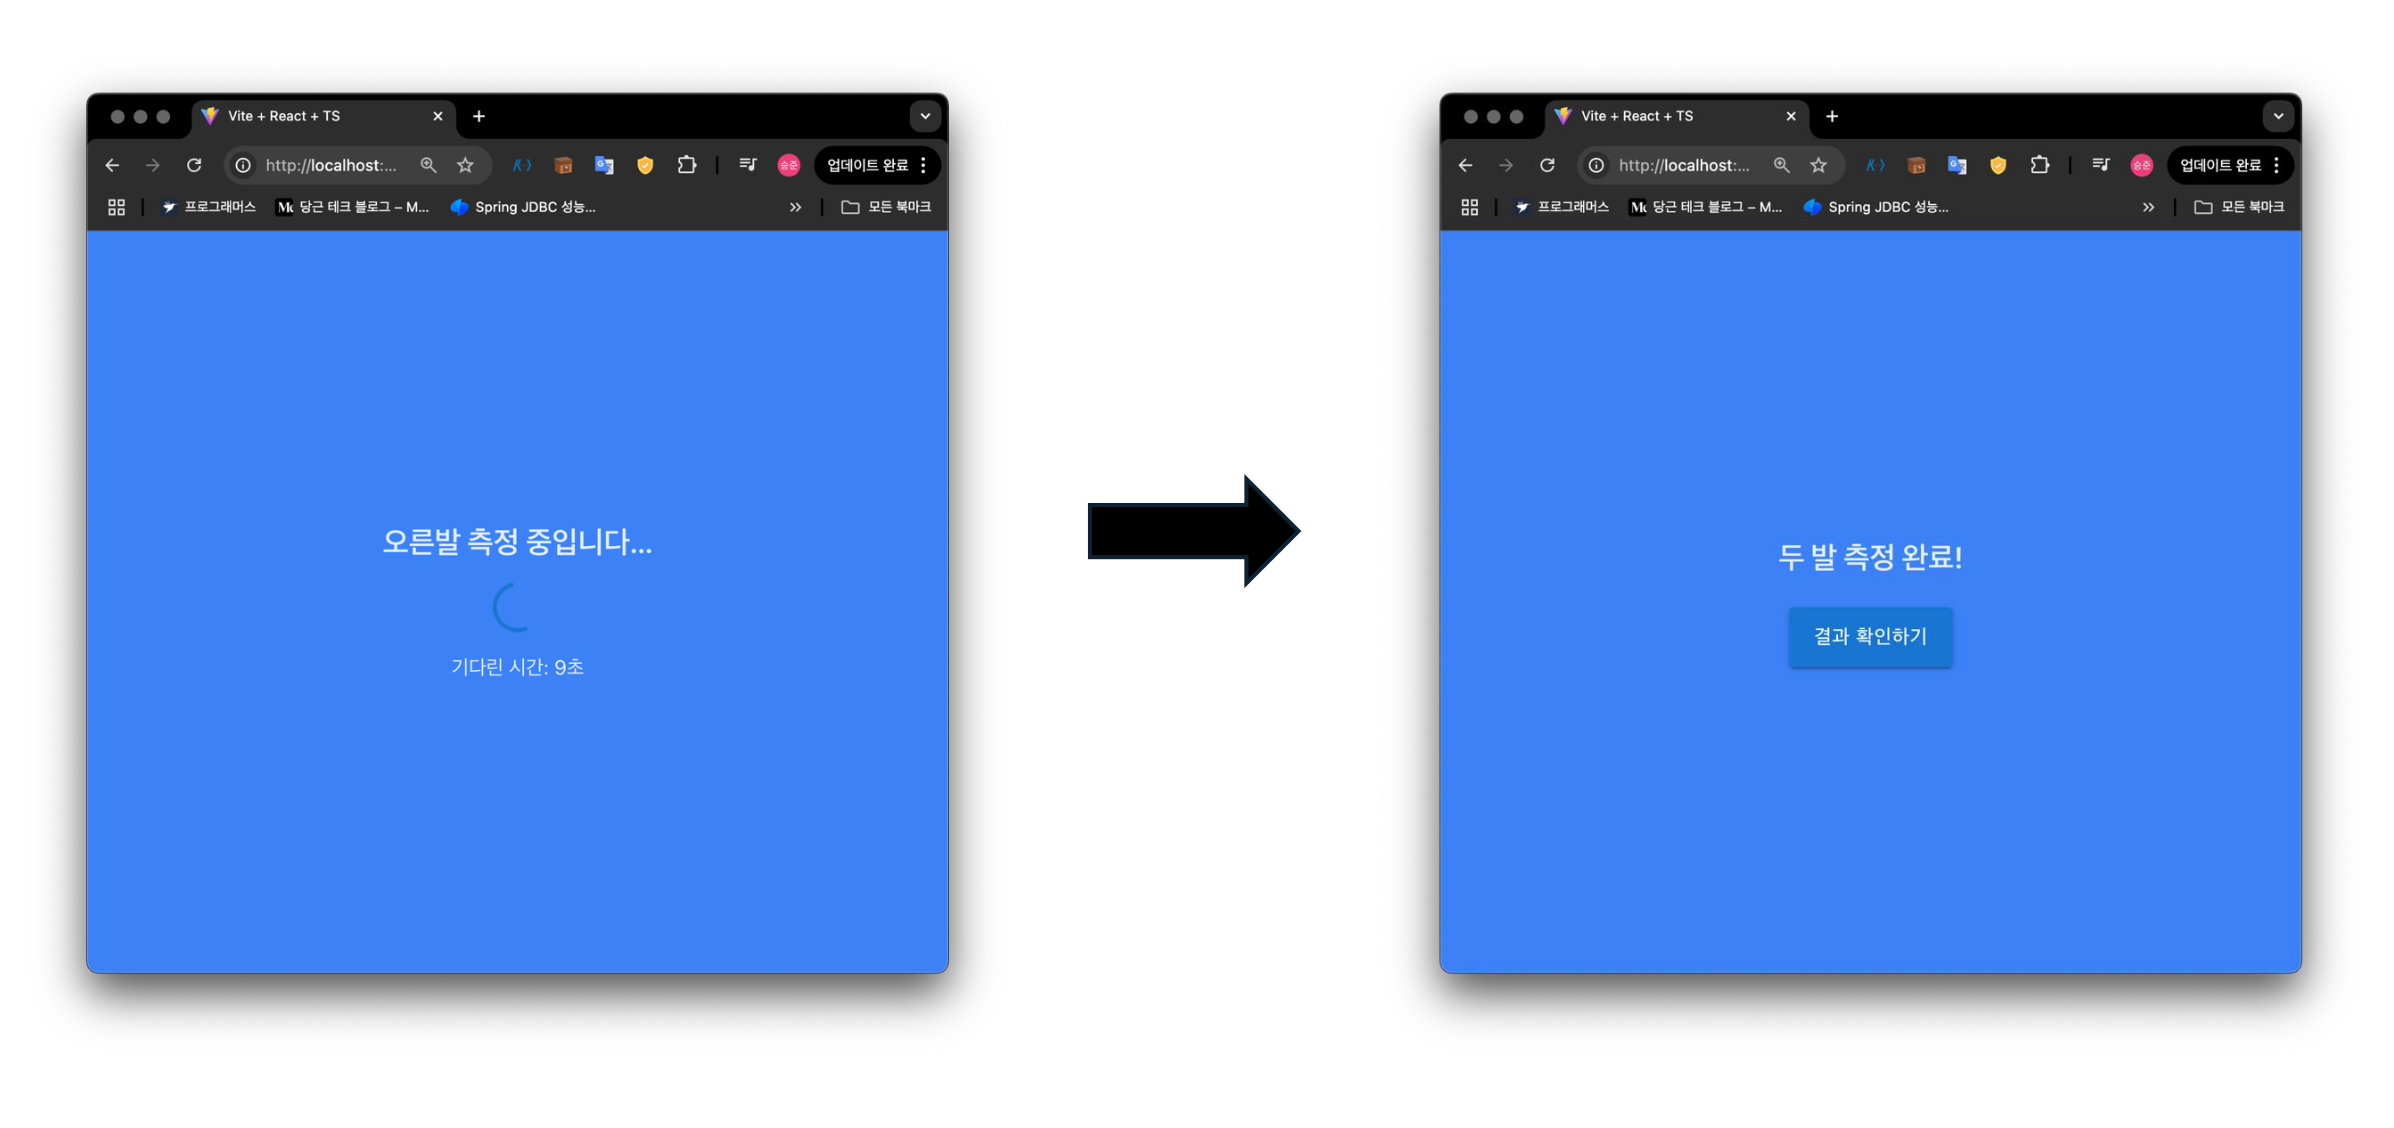 Vite + React + TS
http://localhost:...
승준
업데이트 완료
프로그래머스
당근 테크 블로그 – M...
Spring JDBC 성능...
모든 북마크
오른발 측정 중입니다...
기다린 시간: 9초
Vite + React + TS
http://localhost:...
승준
업데이트 완료
프로그래머스
당근 테크 블로그 – M...
Spring JDBC 성능...
모든 북마크
두 발 측정 완료!
결과 확인하기